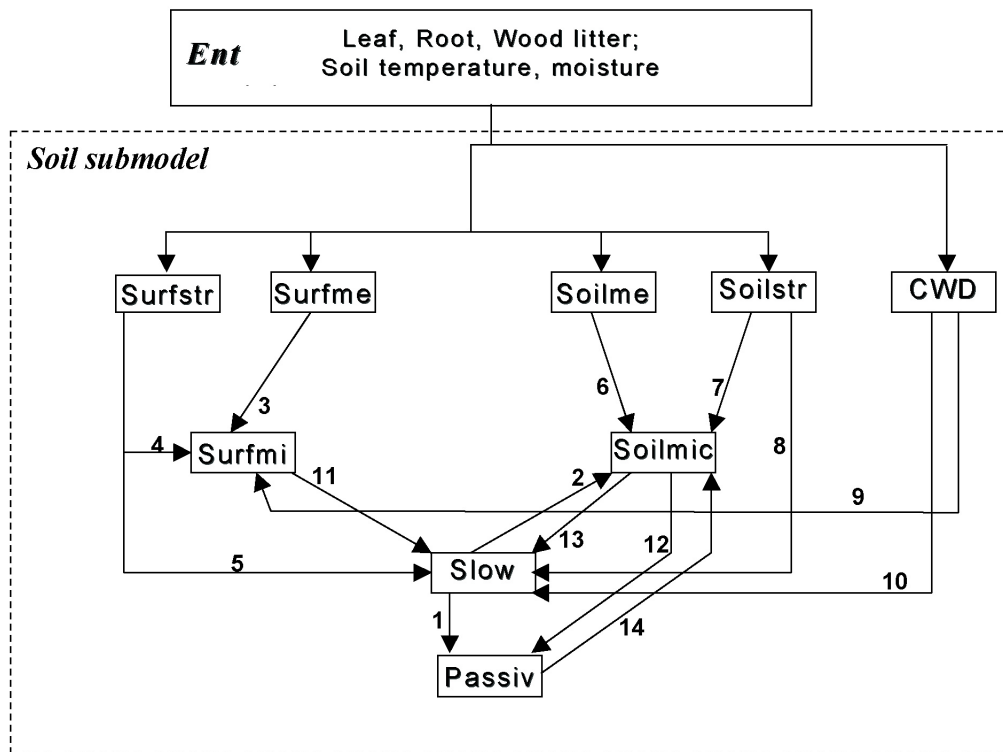 Ent
Leaf, Root, Wood litter;
Soil temperature, moisture
Soil submodel
Surfstr
Surfme
Soilme
Soilstr
CWD
3
6
7
4
8
Surfmi
Soilmic
11
2
9
13
12
5
Slow
10
1
14
Passiv